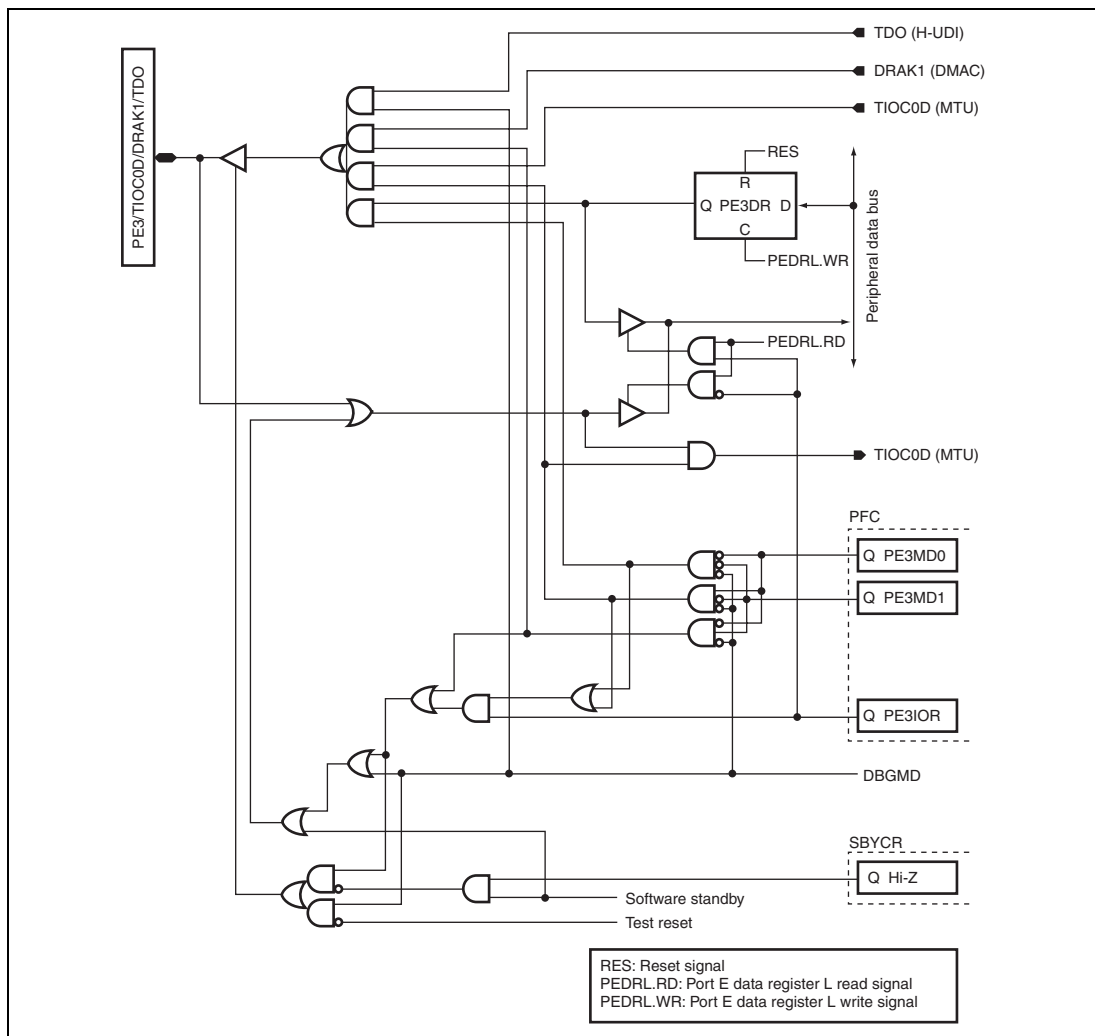 PE3/TIOC0D/DRAK1/TDO
TDO (H-UDI)
DRAK1 (DMAC)
TIOC0D (MTU)
RES
R
Q PE3DR D
C
PEDRL.WR
Peripheral data bus
PEDRL.RD
TIOC0D (MTU)
PFC
Q PE3MD0
Q PE3MD1
Q PE3IOR
DBGMD
SBYCR
Q Hi-Z
Software standby
Test reset
RES: Reset signal
PEDRL.RD: Port E data register L read signal
PEDRL.WR: Port E data register L write signal